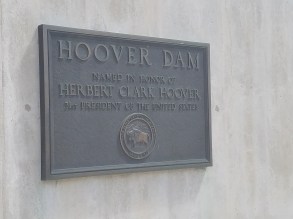 HOOVER DAM
NAMED IN HONOR OF
HERBERT CLARK HOOVER
31ST PRESIDENT OF THE UNITED STATES